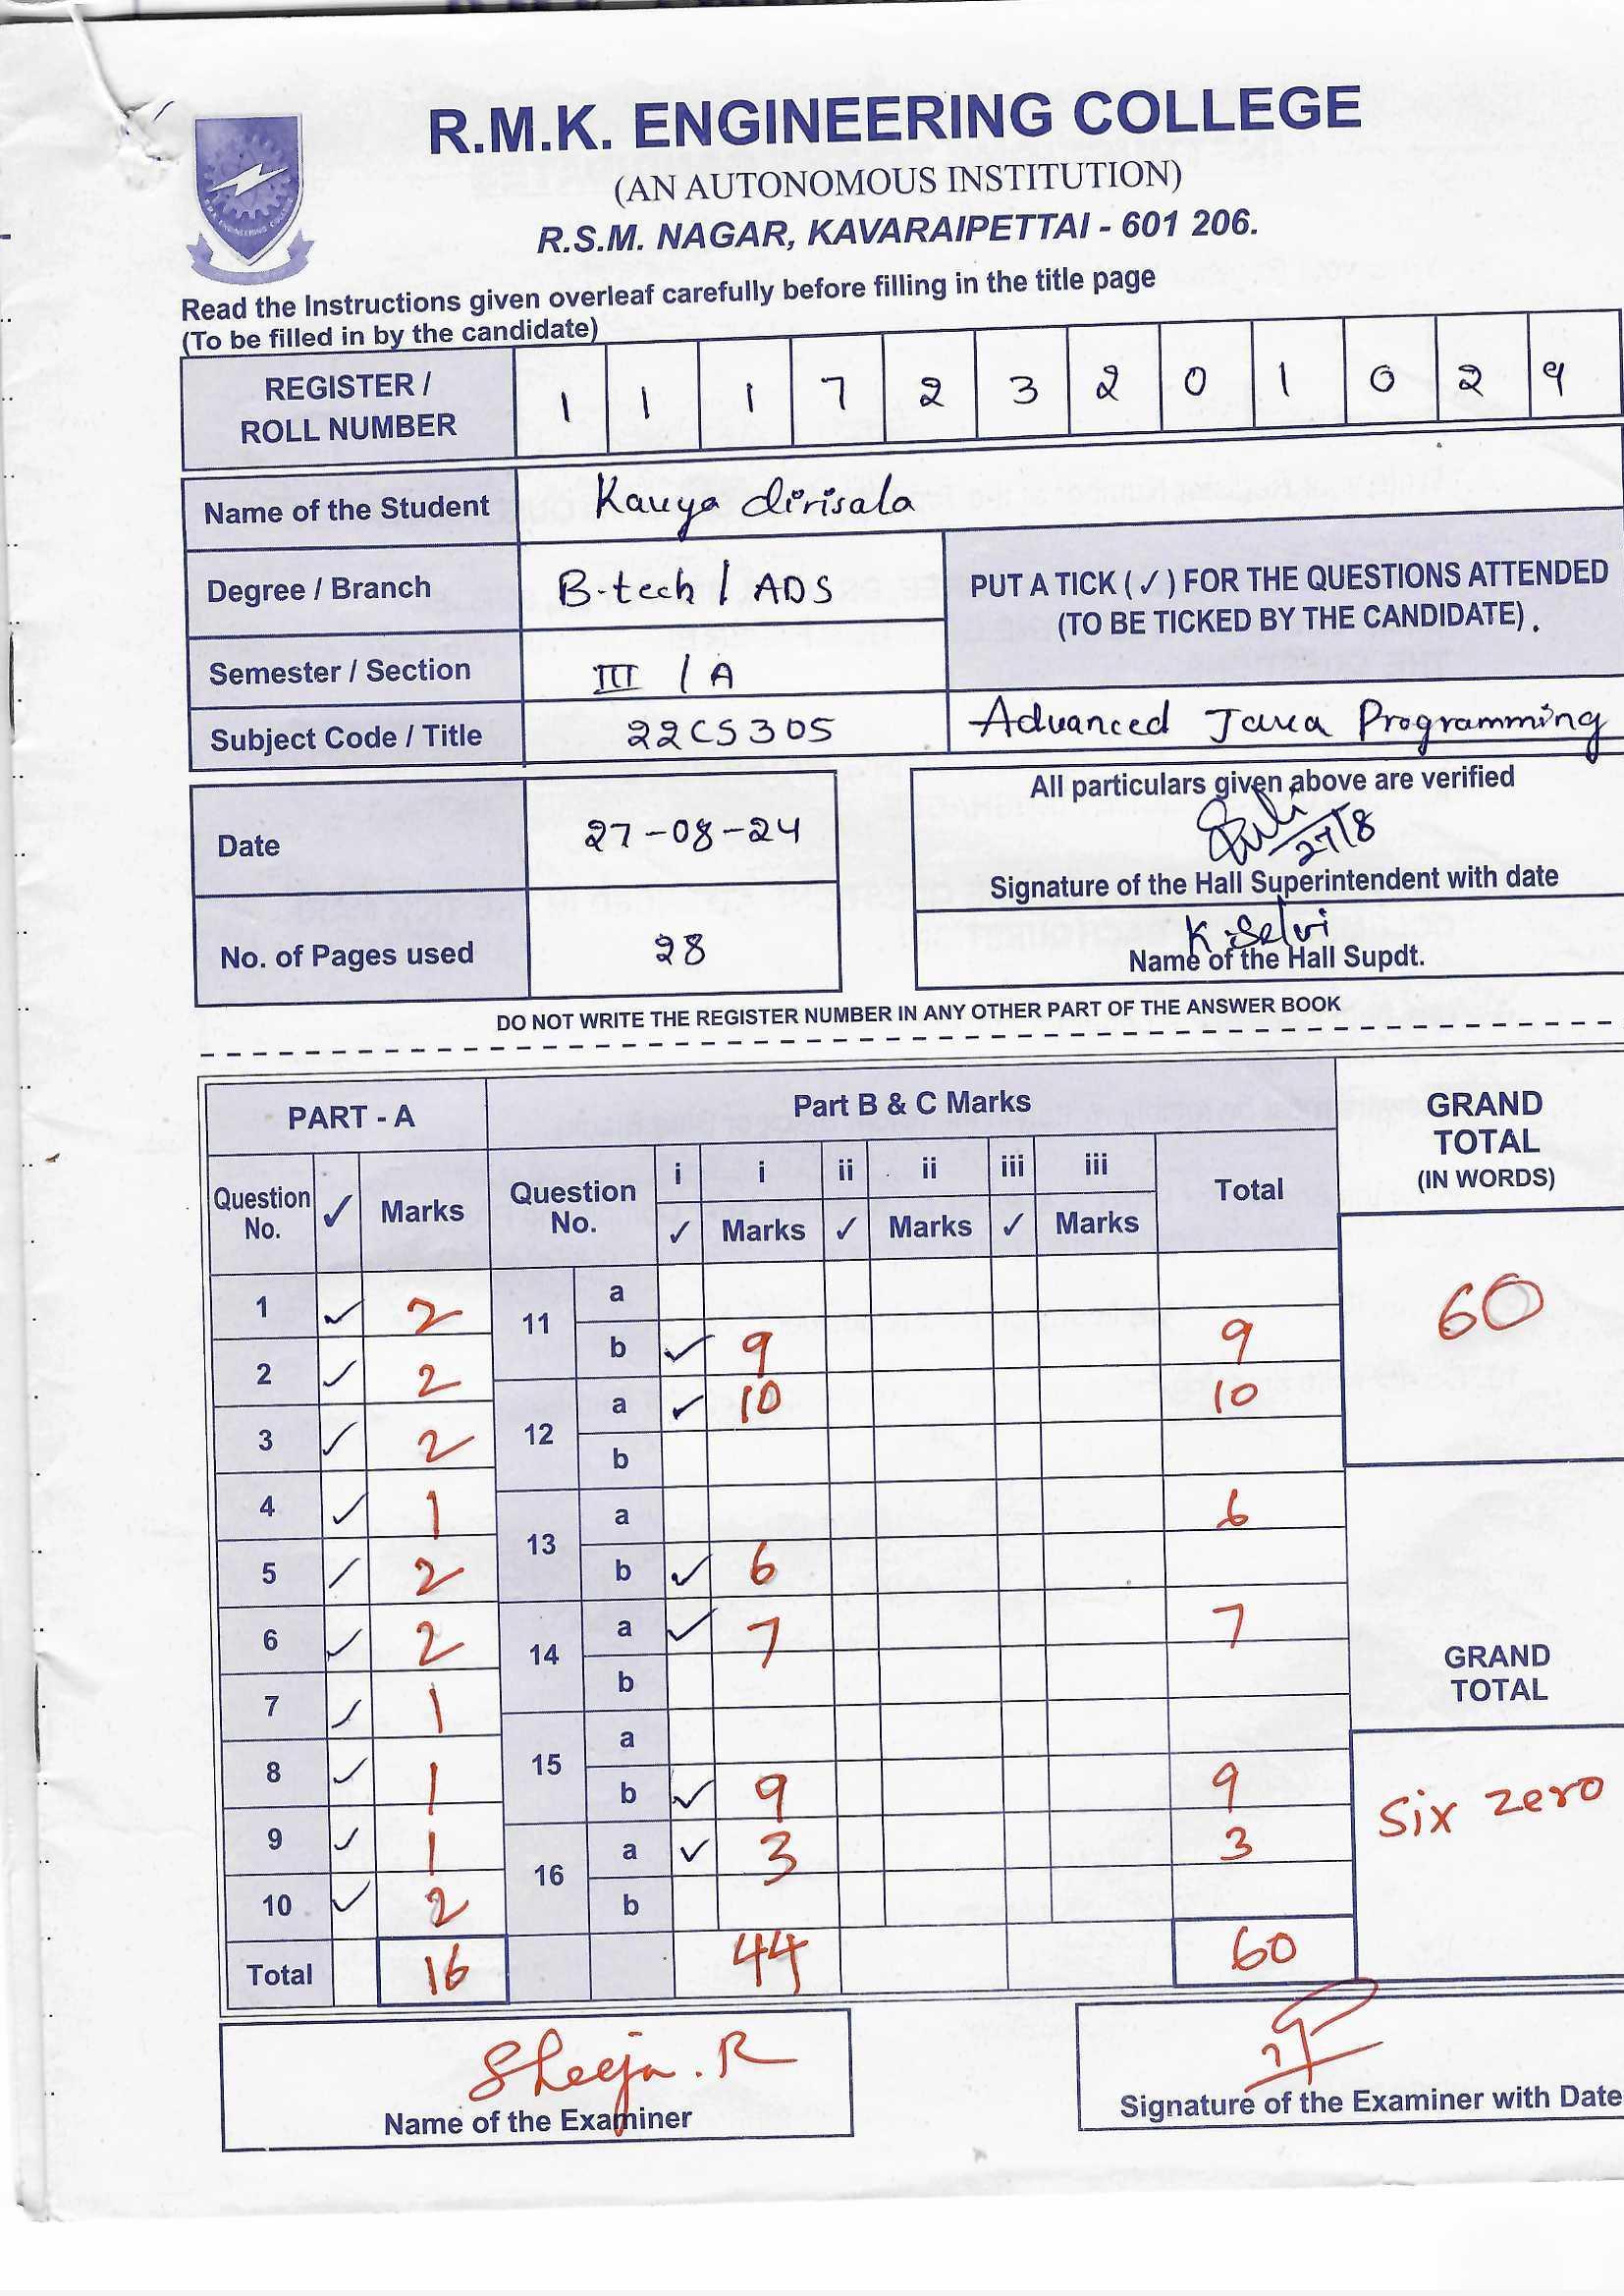 R.M.K. ENGINEERING COLLEGE
(AN AUTONOMOUS INSTITUTION)
R.S.M. NAGAR, KAVARAIPETTAI - 601 206.
Read the Instructions given overleaf carefully before filling in the title page
(To be filled in by the candidate)
REGISTER / ROLL NUMBER 1 1 1 7 2 3 2 0 1 0 2 9
Name of the Student Kavya dirisala
Degree / Branch B-tech / ADS
PUT A TICK (✓) FOR THE QUESTIONS ATTENDED
(TO BE TICKED BY THE CANDIDATE).
Semester / Section III / A
Subject Code / Title 22CS305 Advanced Java Programming
All particulars given above are verified
Date 27-08-24
27/8
Signature of the Hall Superintendent with date
No. of Pages used 28
K. Selvi
Name of the Hall Supdt.
DO NOT WRITE THE REGISTER NUMBER IN ANY OTHER PART OF THE ANSWER BOOK
PART - A Part B & C Marks GRAND TOTAL (IN WORDS)
Question No. ✓ Marks Question No. i i ii ii iii iii Total
✓ Marks ✓ Marks ✓ Marks
1 ✓ 2 11 a
60
b ✓ 9 9
2 ✓ 2
12 a ✓ 10 10
3 ✓ 2
b
4 ✓ 1 13 a 6
5 ✓ 2 b ✓ 6
6 ✓ 2 14 a ✓ 7 7
GRAND TOTAL
b
7 ✓ 1
15 a
8 ✓ 1 b ✓ 9 9
six zero
9 ✓ 1 16 a ✓ 3 3
10 ✓ 2 b
Total 16 44 60
Sheeja. R
Name of the Examiner
Signature of the Examiner with Date